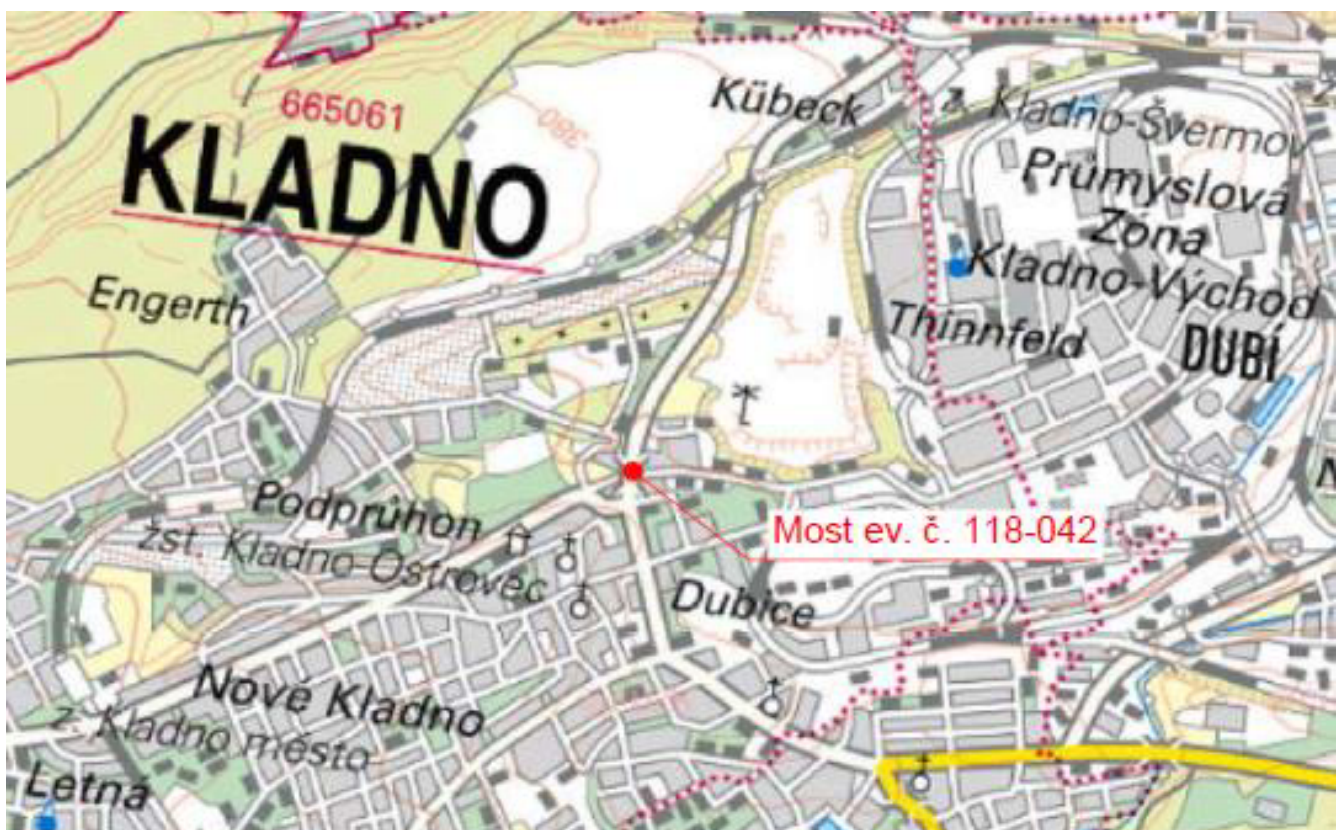 665061
380
KLADNO
Kübeck
z. Kladno-Švermov
Průmyslová
Zóna
Kladno-Východ
Thinnfeld
DUBÍ
Engerth
Podprůhon
žst. Kladno-Ostrovec
Most ev. č. 118-042
Dubice
Nové Kladno
z. Kladno město
Letná